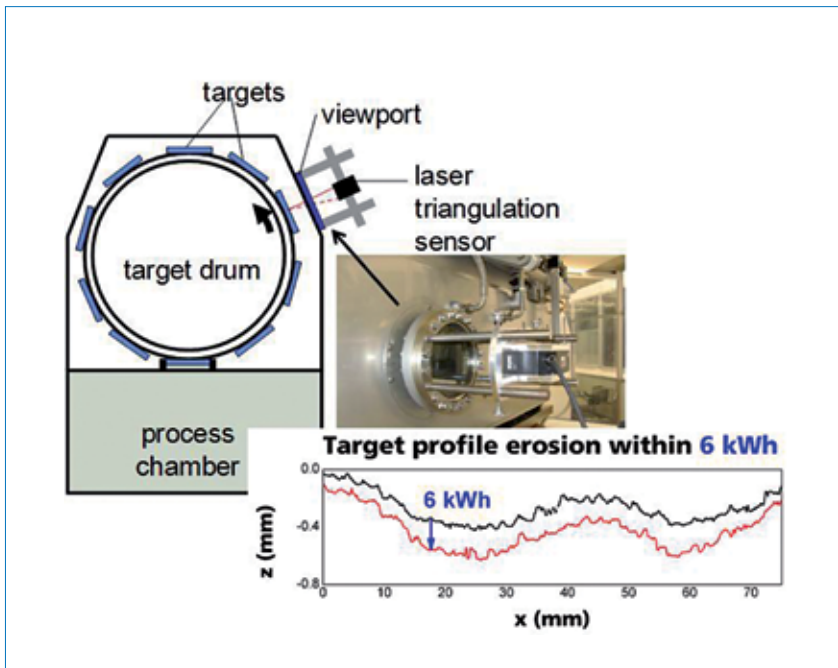 targets
viewport
laser
triangulation
sensor
target drum
process
chamber
Target profile erosion within 6 kWh
0.0
-0.4
-0.8
z (mm)
6 kWh
0 10 20 30 40 50 60 70
x (mm)